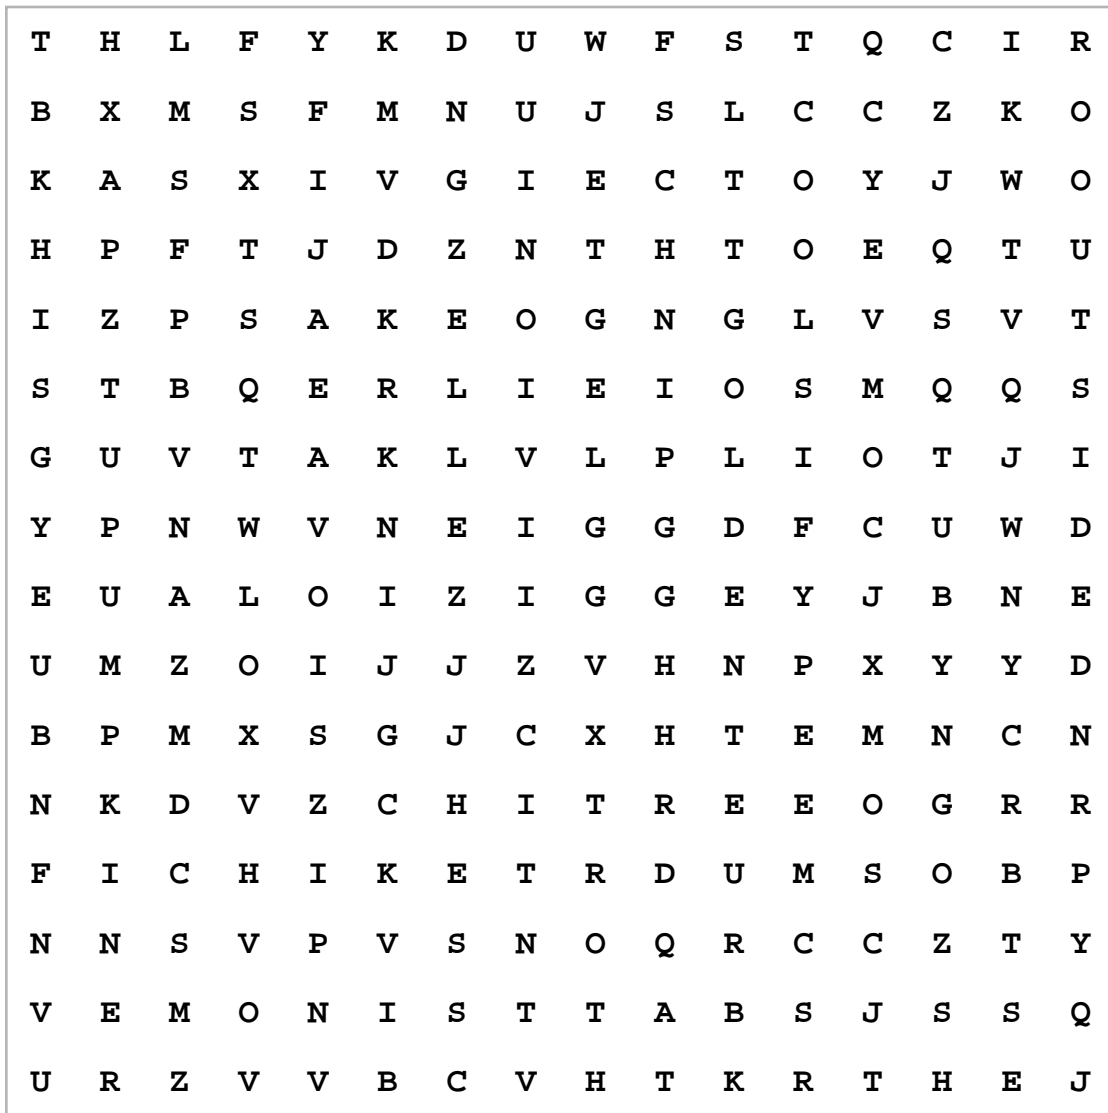 T H L F Y K D U W F S T Q C I R
B X M S F M N U J S L C C Z K O
K A S X I V G I E C T O Y J W O
H P F T J D Z N T H T O E Q T U
I Z P S A K E O G N G L V S V T
S T B Q E R L I E I O S M Q Q S
G U V T A K L V L P L I O T J I
Y P N W V N E I G G D F C U W D
E U A L O I Z I G G E Y J B N E
U M Z O I J J Z V H N P X Y Y D
B P M X S G J C X H T E M N C N
N K D V Z C H I T R E E O G R R
F I C H I K E T R D U M S O B P
N N S V P V S N O Q R C C Z T Y
V E M O N I S T T A B S J S S Q
U R Z V V B C V H T K R T H E J